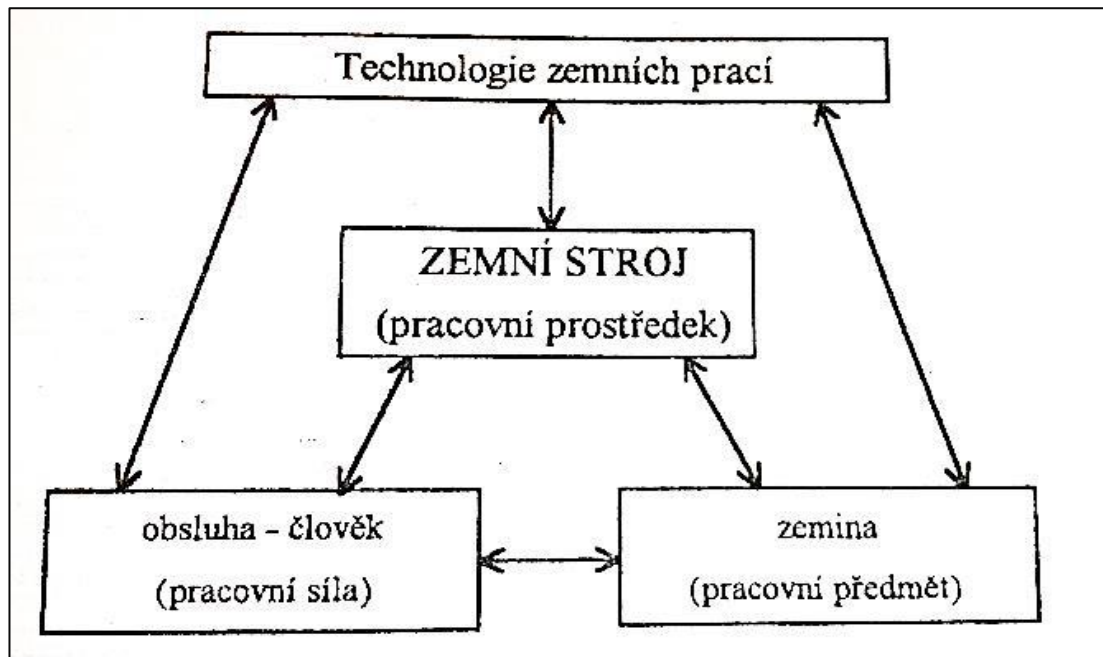 Technologie zemních prací
ZEMNÍ STROJ
(pracovní prostředek)
obsluha - člověk
(pracovní síla)
zemina
(pracovní předmět)